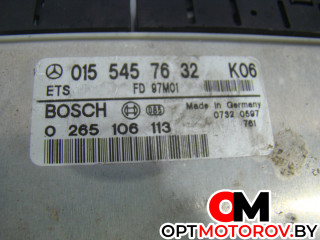 015 545 76 32 K06
ETS FD 97M01
BOSCH Made in Germany
0732 0597
0 265 106 113 761
ОПТМОТОРОВ.BY